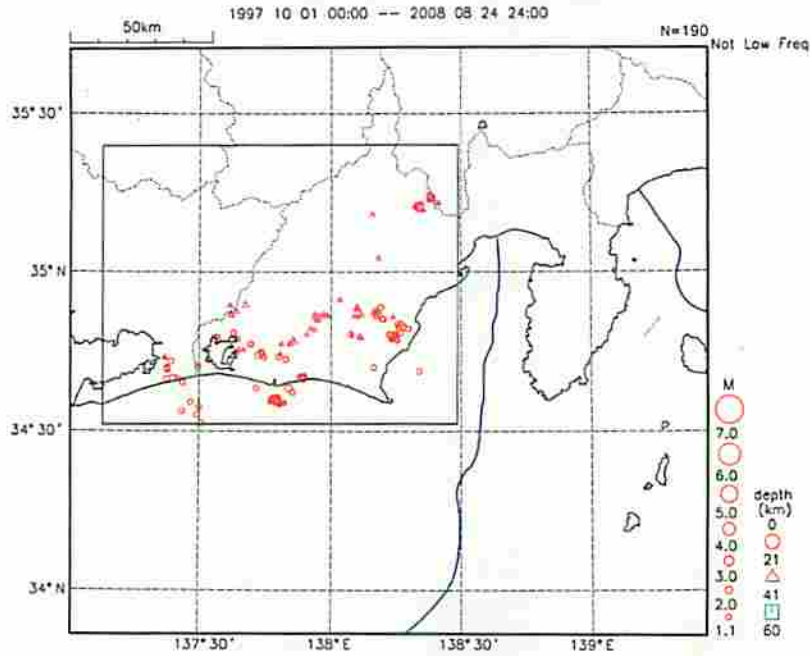 1997 10 01 00:00 -- 2008 08 24 24:00
50km
N=190
Not Low Freq
35°30'
35°N
34°30'
34°N
137°30'
138°E
138°30'
139°E
M
7.0
6.0
5.0
4.0
3.0
2.0
1.1
depth
(km)
0
21
41
60